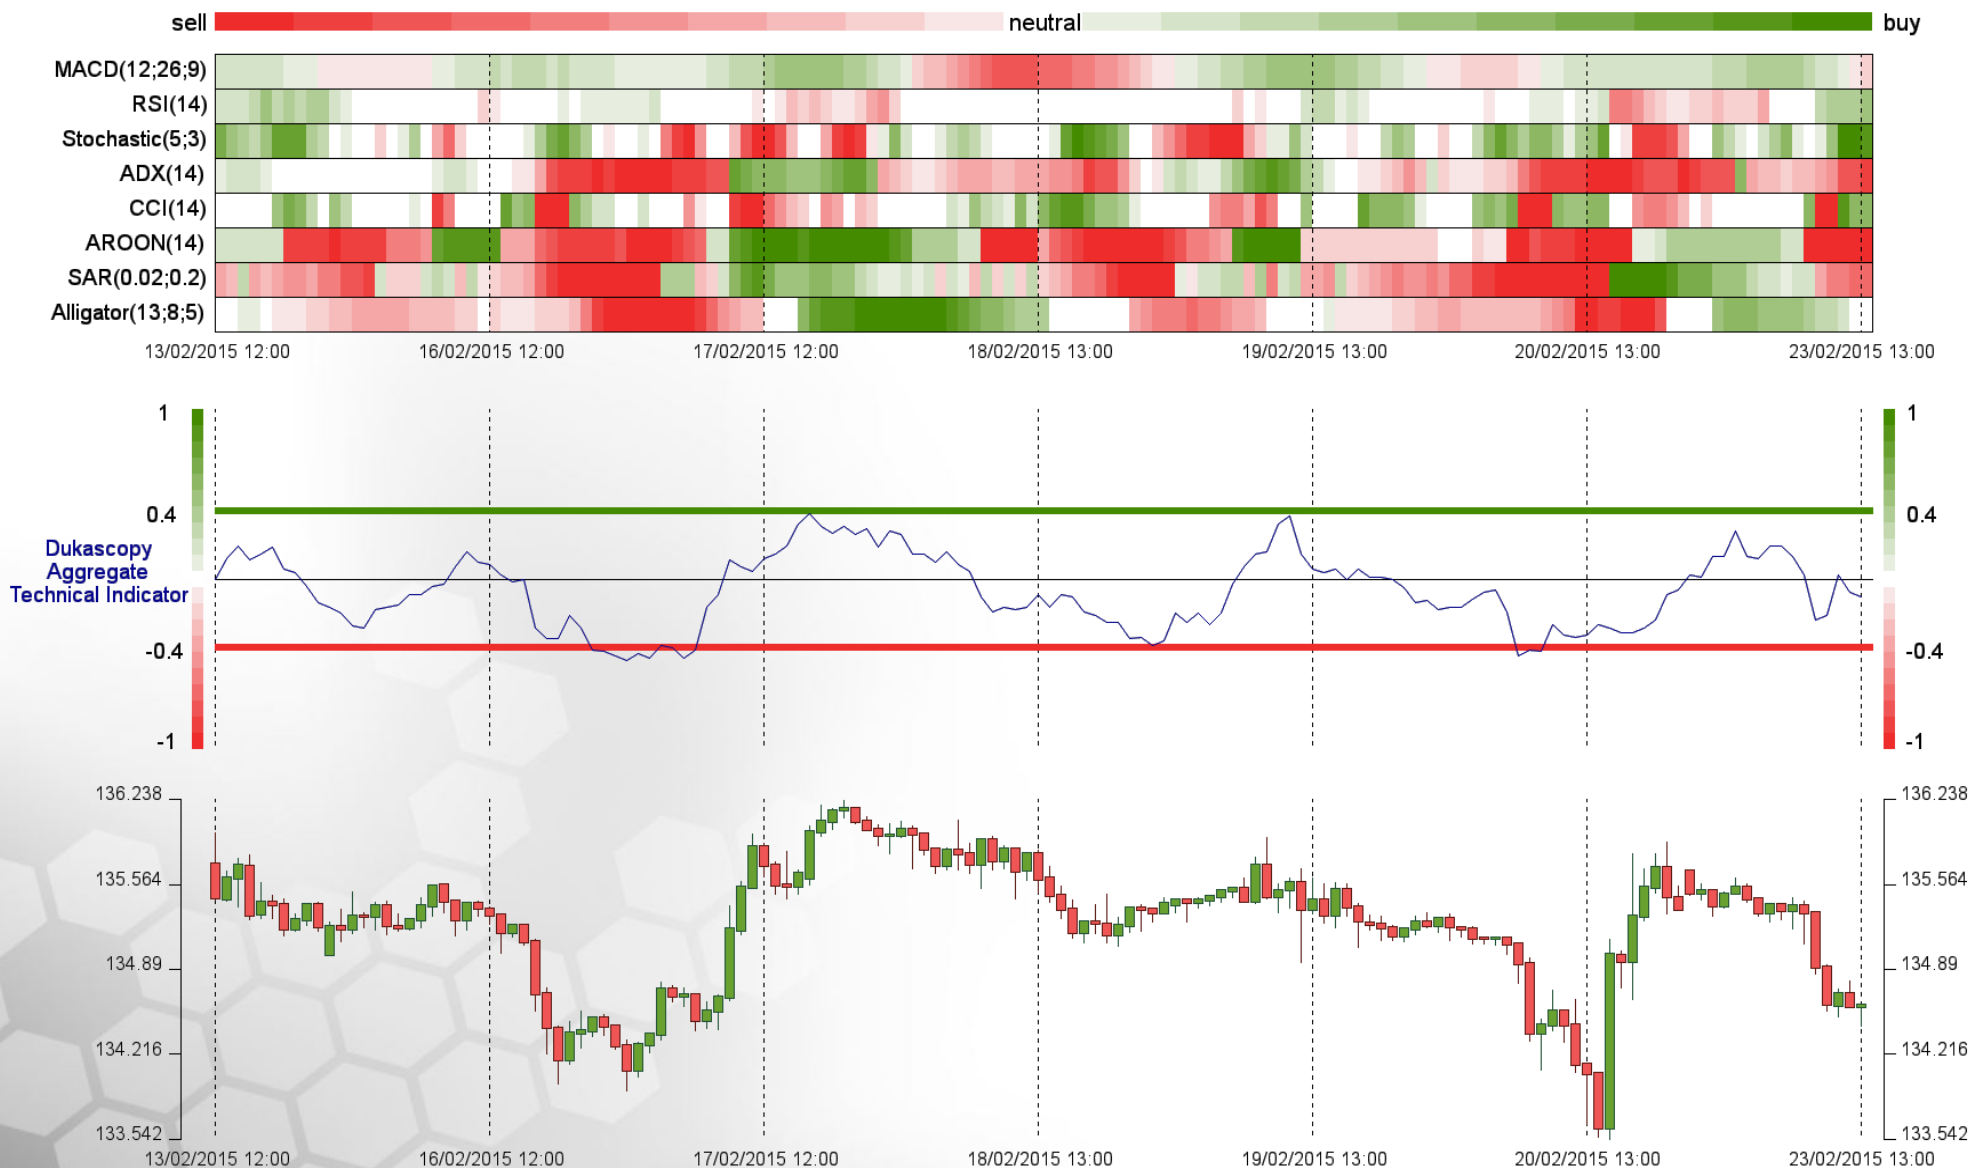 sell neutral buy
MACD(12;26;9)
RSI(14)
Stochastic(5;3)
ADX(14)
CCI(14)
AROON(14)
SAR(0.02;0.2)
Alligator(13;8;5)
13/02/2015 12:00 16/02/2015 12:00 17/02/2015 12:00 18/02/2015 13:00 19/02/2015 13:00 20/02/2015 13:00 23/02/2015 13:00
1 1
0.4 0.4
Dukascopy
Aggregate
Technical Indicator
-0.4 -0.4
-1 -1
136.238 136.238
135.564 135.564
134.89 134.89
134.216 134.216
133.542 133.542
13/02/2015 12:00 16/02/2015 12:00 17/02/2015 12:00 18/02/2015 13:00 19/02/2015 13:00 20/02/2015 13:00 23/02/2015 13:00